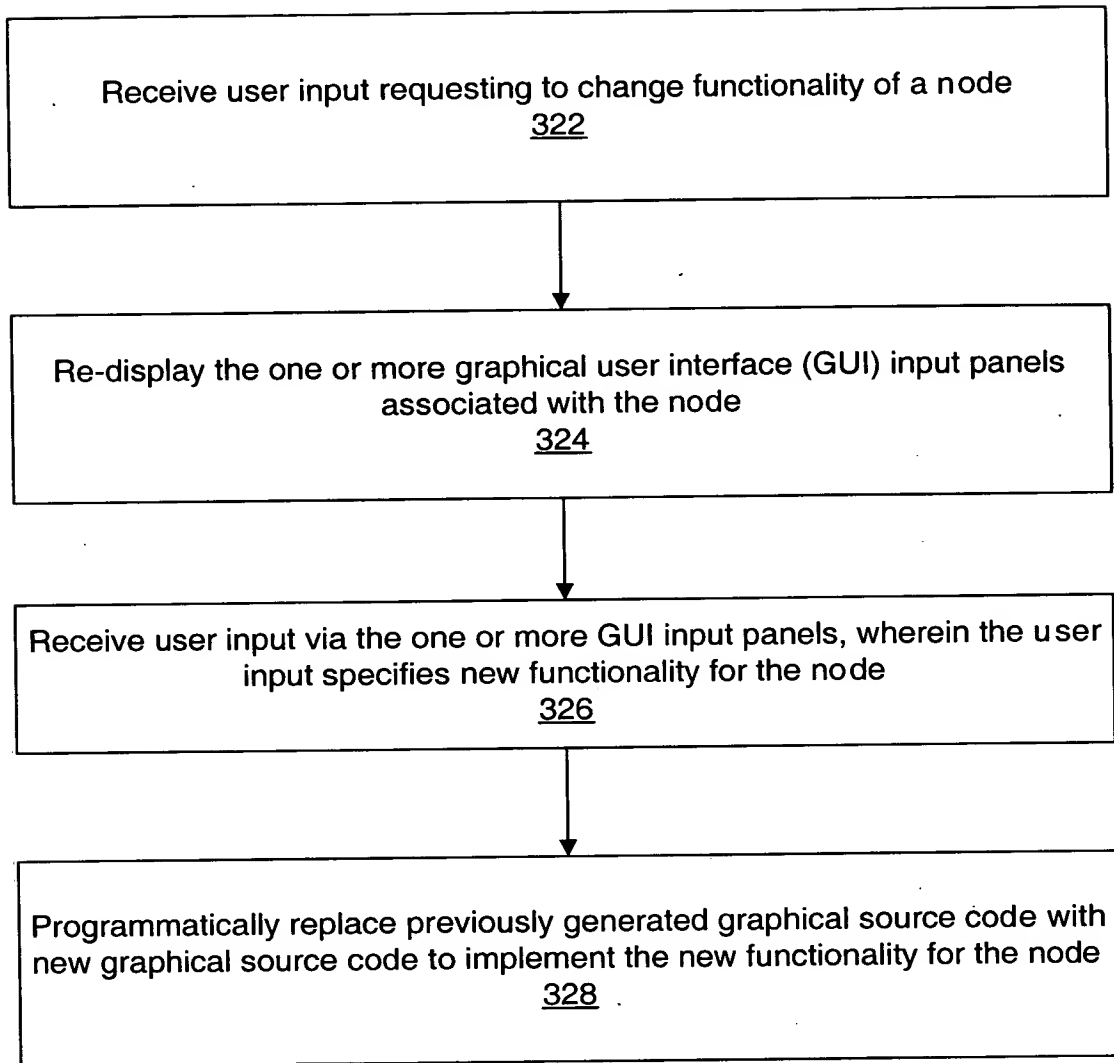 Receive user input requesting to change functionality of a node
322
Re-display the one or more graphical user interface (GUI) input panels
associated with the node
324
Receive user input via the one or more GUI input panels, wherein the user
input specifies new functionality for the node
326
Programmatically replace previously generated graphical source code with
new graphical source code to implement the new functionality for the node
328